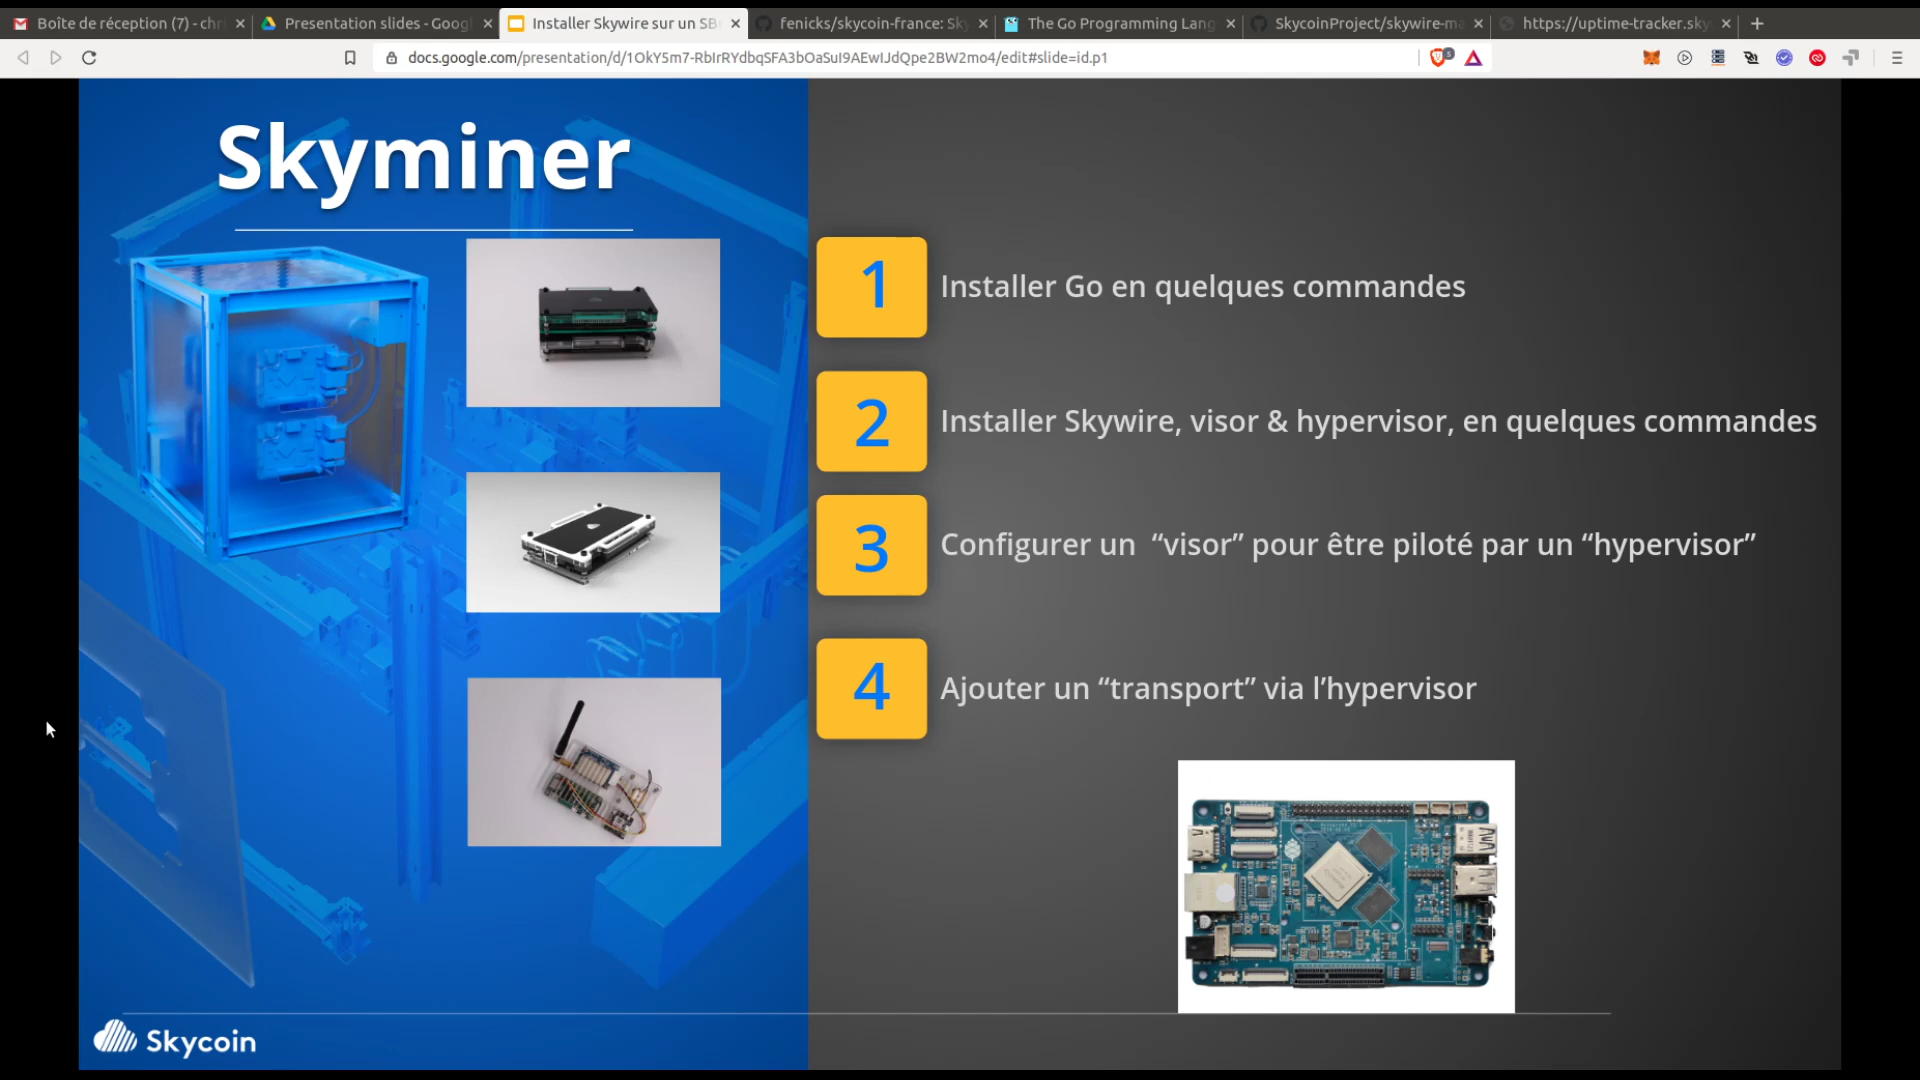 Boîte de réception (7) - chr
Presentation slides - Goog
Installer Skywire sur un SB
fenicks/skycoin-france: Sk
The Go Programming Lang
SkycoinProject/skywire-ma
https://uptime-tracker.sky
docs.google.com/presentation/d/1OkY5m7-RbIrRYdbqSFA3bOaSuI9AEwIJdQpe2BW2mo4/edit#slide=id.p1
Skyminer
1 Installer Go en quelques commandes
2 Installer Skywire, visor & hypervisor, en quelques commandes
3 Configurer un “visor” pour être piloté par un “hypervisor”
4 Ajouter un “transport” via l’hypervisor
Skycoin